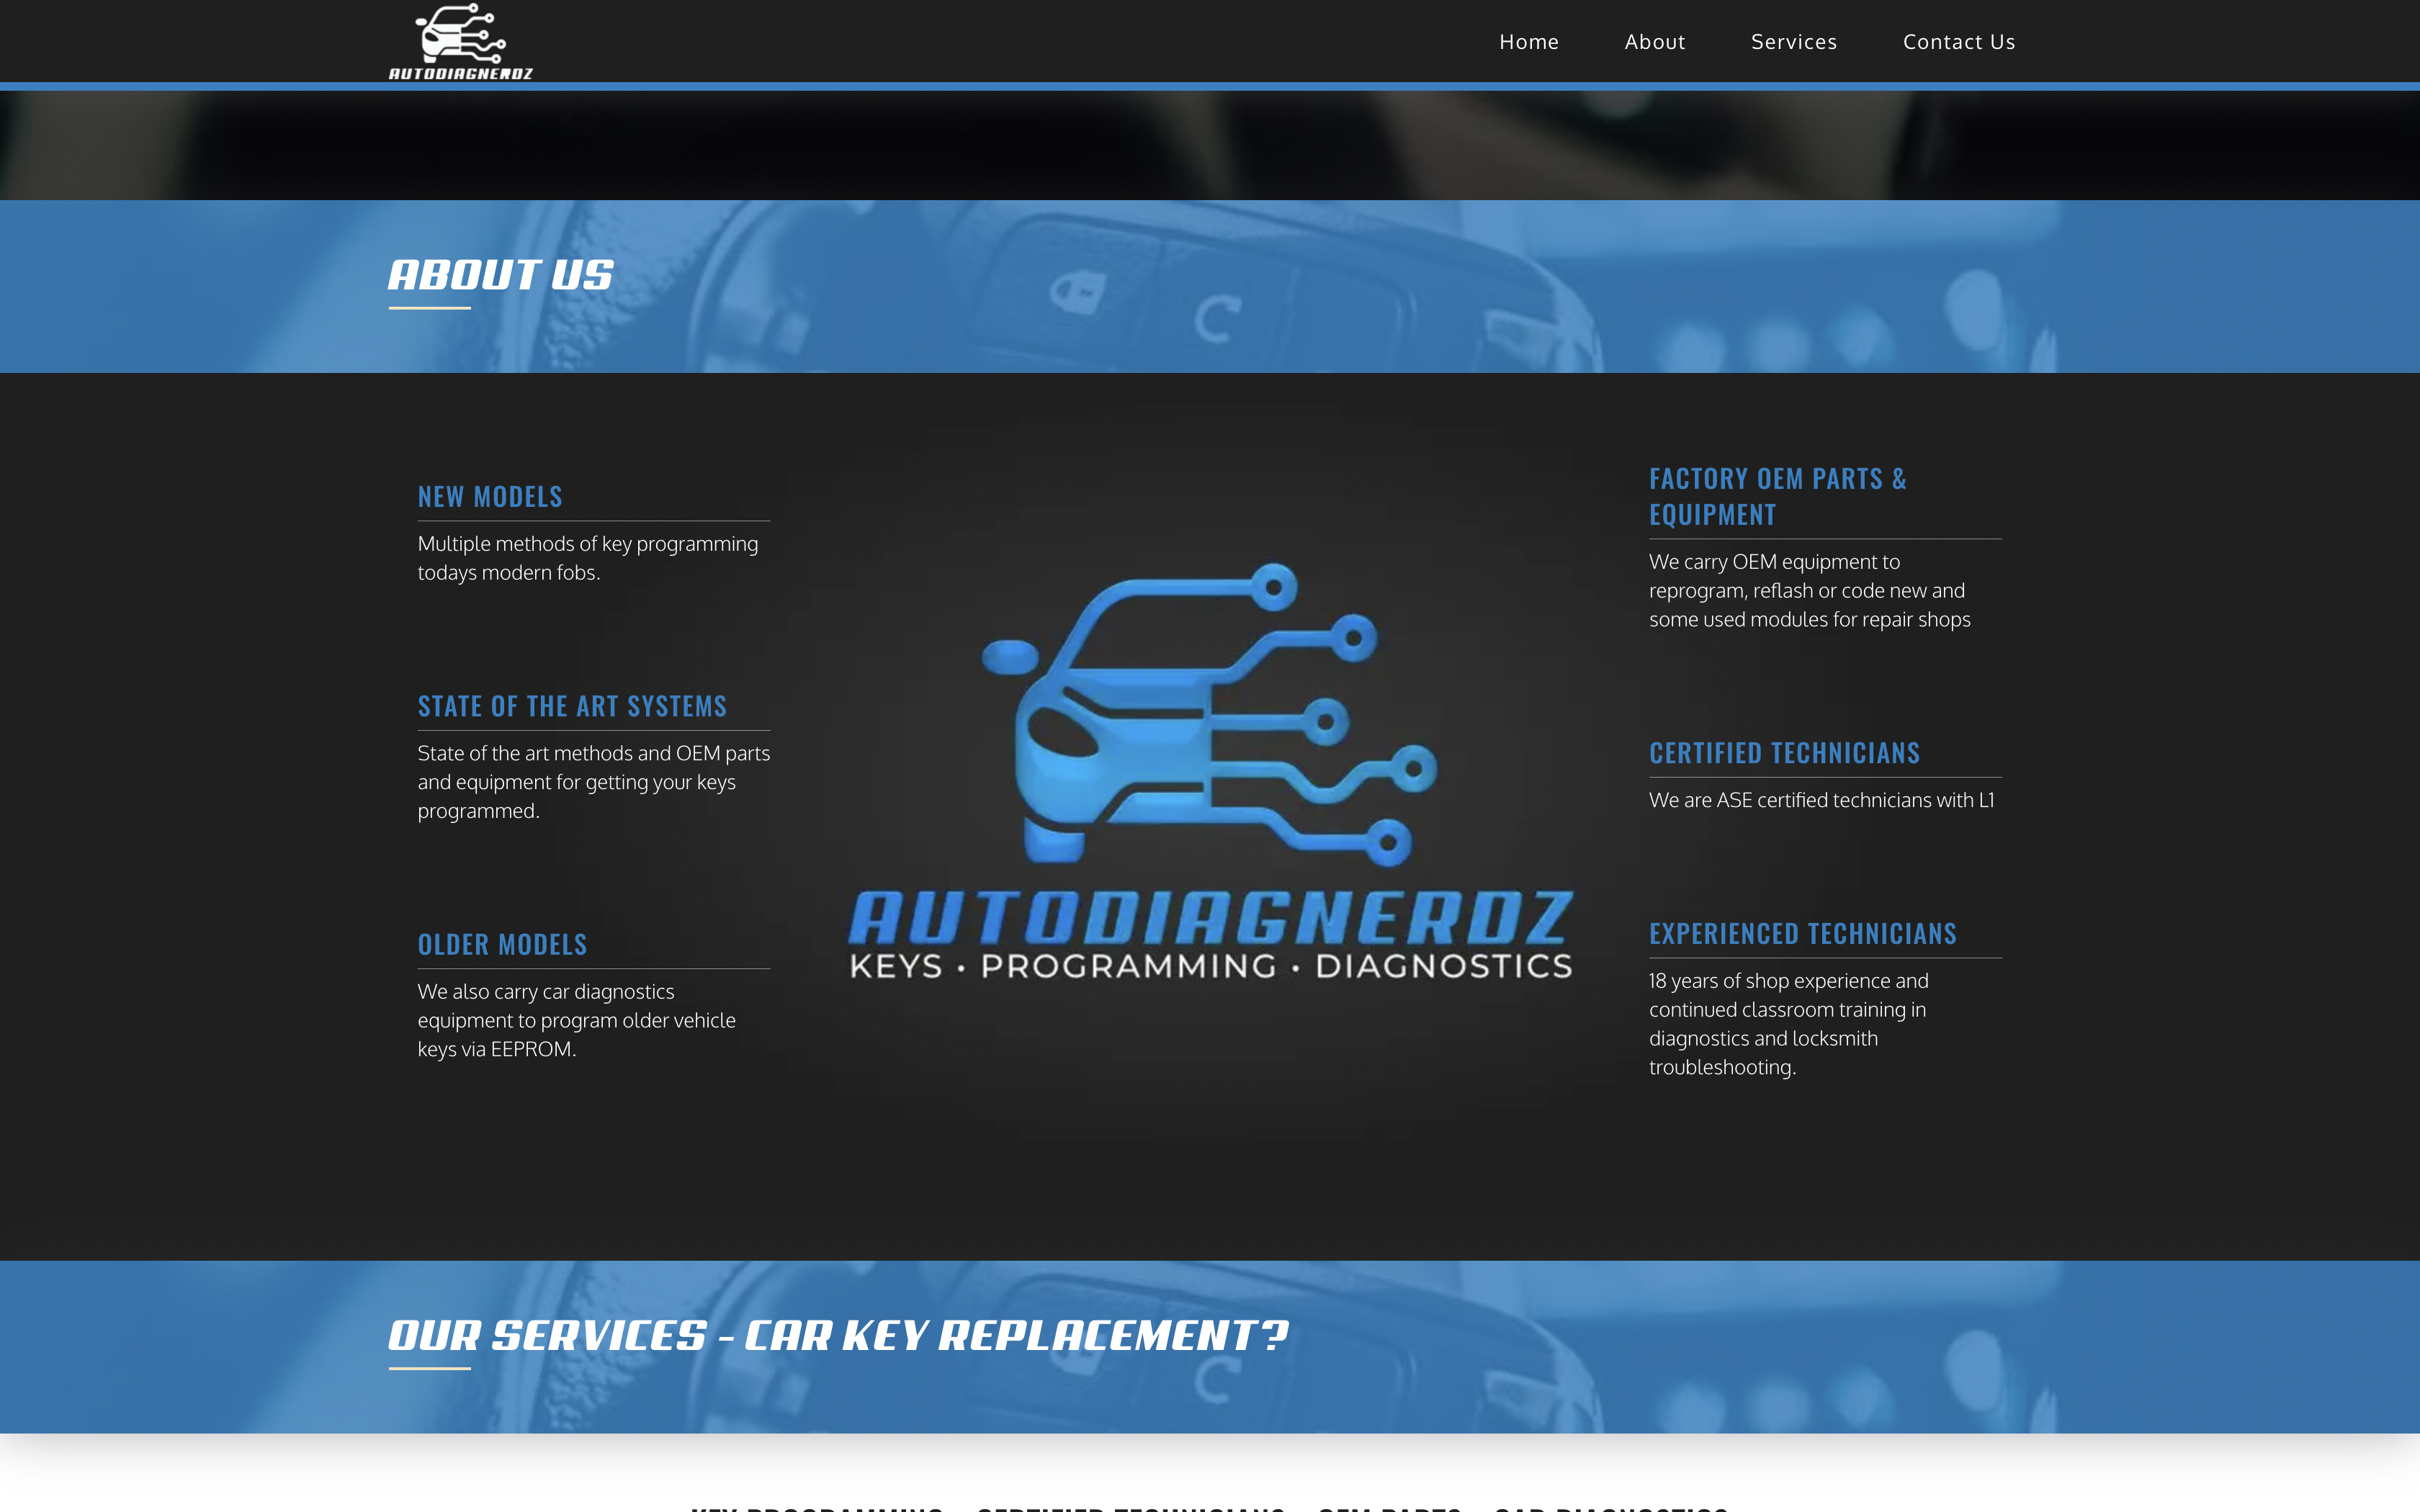 AUTODIAGNERDZ
Home About Services Contact Us
ABOUT US
NEW MODELS
Multiple methods of key programming
todays modern fobs.
STATE OF THE ART SYSTEMS
State of the art methods and OEM parts
and equipment for getting your keys
programmed.
OLDER MODELS
We also carry car diagnostics
equipment to program older vehicle
keys via EEPROM.
AUTODIAGNERDZ
KEYS • PROGRAMMING • DIAGNOSTICS
FACTORY OEM PARTS &
EQUIPMENT
We carry OEM equipment to
reprogram, reflash or code new and
some used modules for repair shops
CERTIFIED TECHNICIANS
We are ASE certified technicians with L1
EXPERIENCED TECHNICIANS
18 years of shop experience and
continued classroom training in
diagnostics and locksmith
troubleshooting.
OUR SERVICES - CAR KEY REPLACEMENT?